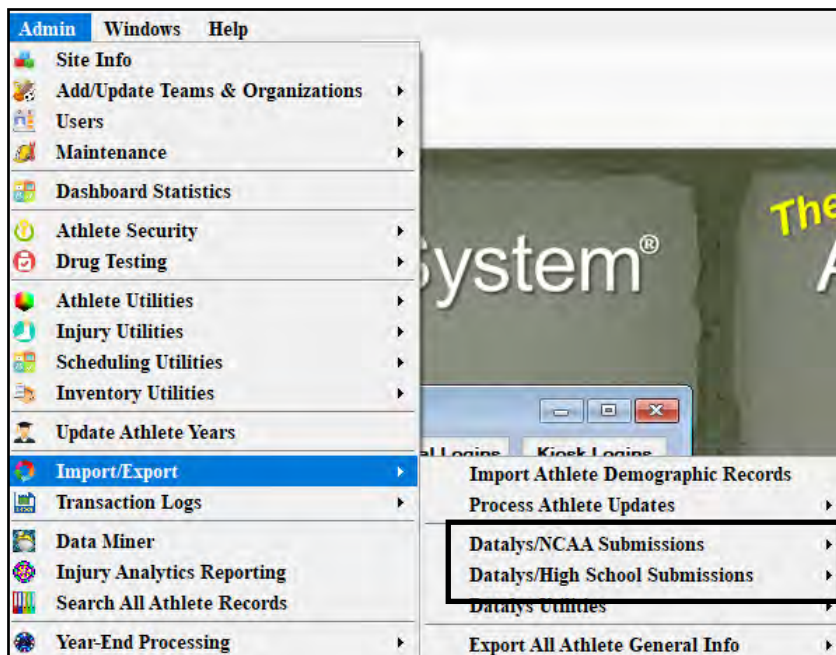 Admin Windows Help
Site Info
Add/Update Teams & Organizations
Users
Maintenance
Dashboard Statistics
Athlete Security
Drug Testing
Athlete Utilities
Injury Utilities
Scheduling Utilities
Inventory Utilities
Update Athlete Years
Import/Export
Transaction Logs
Data Miner
Injury Analytics Reporting
Search All Athlete Records
Year-End Processing
The
ystem®
A
Logins Kiosk Logins
Import Athlete Demographic Records
Process Athlete Updates
Datalys/NCAA Submissions
Datalys/High School Submissions
Datalys Utilities
Export All Athlete General Info